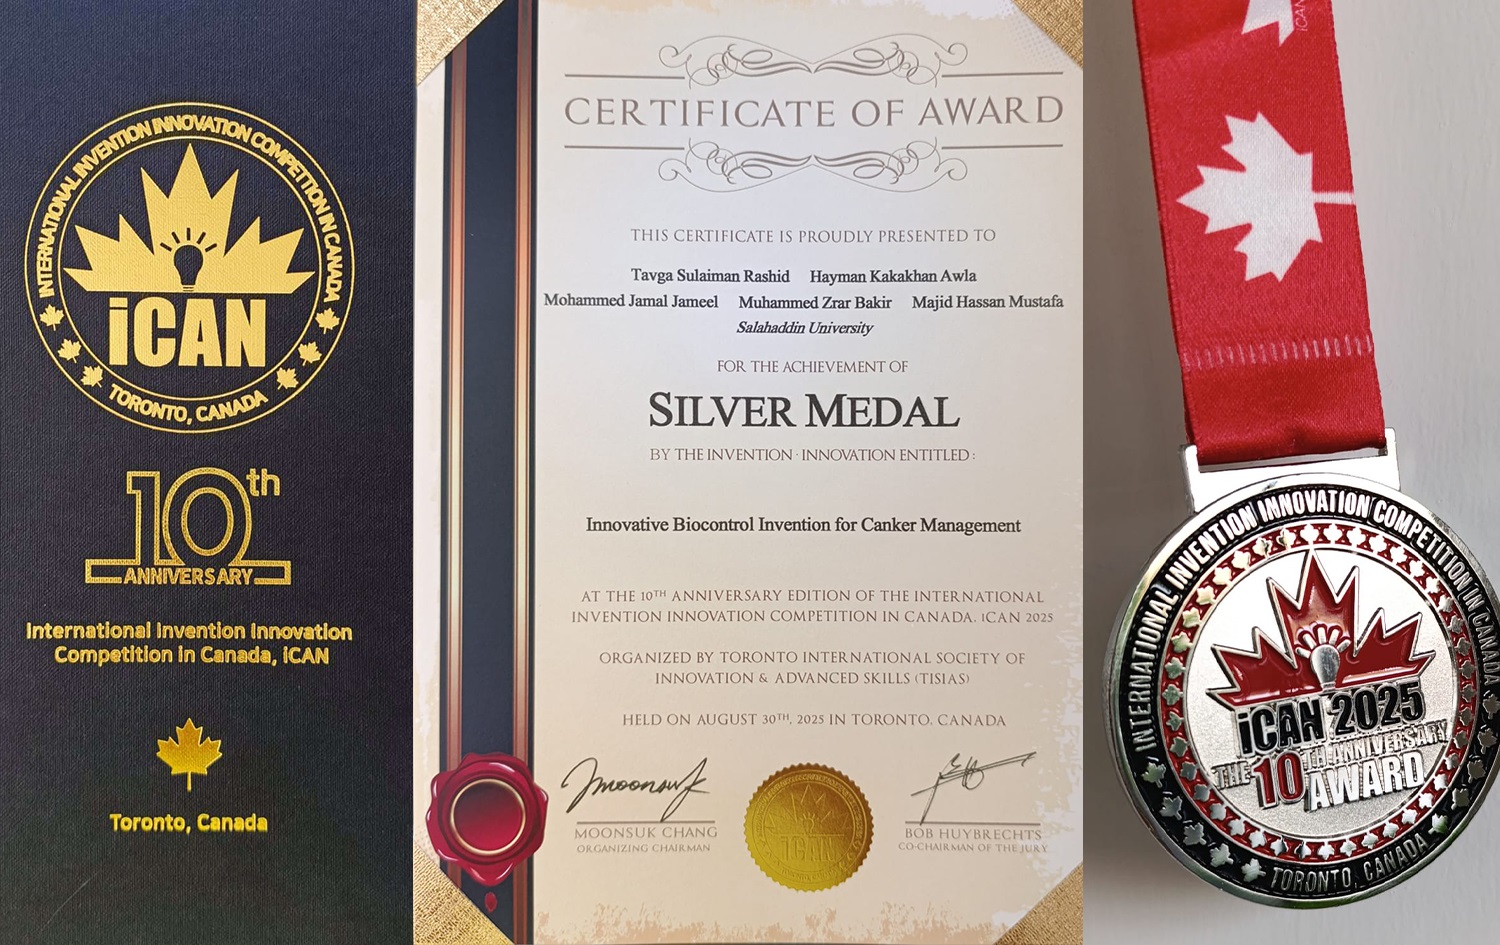 INTERNATIONAL INVENTION INNOVATION COMPETITION IN CANADA
iCAN
TORONTO, CANADA
10th
ANNIVERSARY
International Invention Innovation
Competition in Canada, iCAN
Toronto, Canada
CERTIFICATE OF AWARD
THIS CERTIFICATE IS PROUDLY PRESENTED TO
Tavga Sulaiman Rashid Hayman Kakakhan Awla
Mohammed Jamal Jameel Muhammed Zrar Bakir Majid Hassan Mustafa
Salahaddin University
FOR THE ACHIEVEMENT OF
SILVER MEDAL
BY THE INVENTION · INNOVATION ENTITLED :
Innovative Biocontrol Invention for Canker Management
AT THE 10TH ANNIVERSARY EDITION OF THE INTERNATIONAL
INVENTION INNOVATION COMPETITION IN CANADA, iCAN 2025
ORGANIZED BY TORONTO INTERNATIONAL SOCIETY OF
INNOVATION & ADVANCED SKILLS (TISIAS)
HELD ON AUGUST 30TH, 2025 IN TORONTO, CANADA
MOONSUK CHANG
ORGANIZING CHAIRMAN
iCAN
BOB HUYBRECHTS
CO-CHAIRMAN OF THE JURY
iCAN
INTERNATIONAL INVENTION INNOVATION COMPETITION IN CANADA
iCAN 2025
THE 10TH ANNIVERSARY
AWARD
TORONTO, CANADA